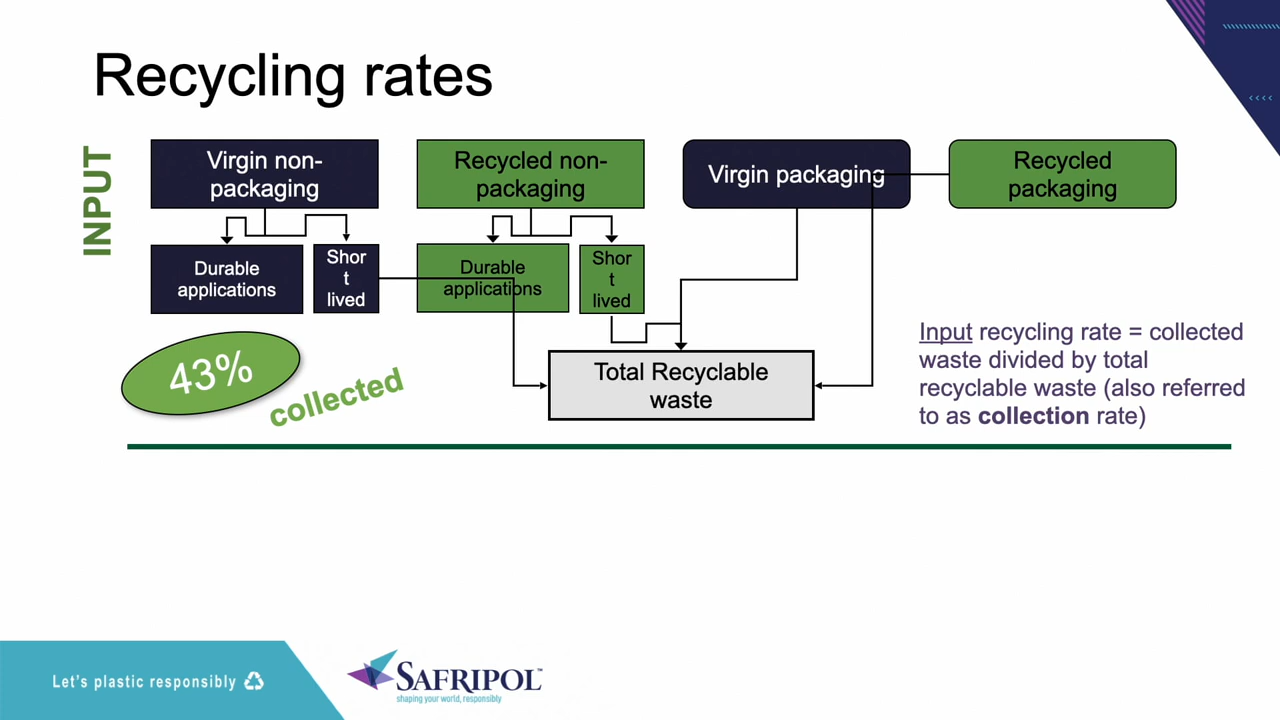 Recycling rates
INPUT
Virgin non-
packaging
Recycled non-
packaging
Virgin packaging
Recycled
packaging
Durable
applications
Shor
t
lived
Durable
applications
Shor
t
lived
43%
collected
Total Recyclable
waste
Input recycling rate = collected
waste divided by total
recyclable waste (also referred
to as collection rate)
Let's plastic responsibly
SAFRIPOL™
shaping your world, responsibly